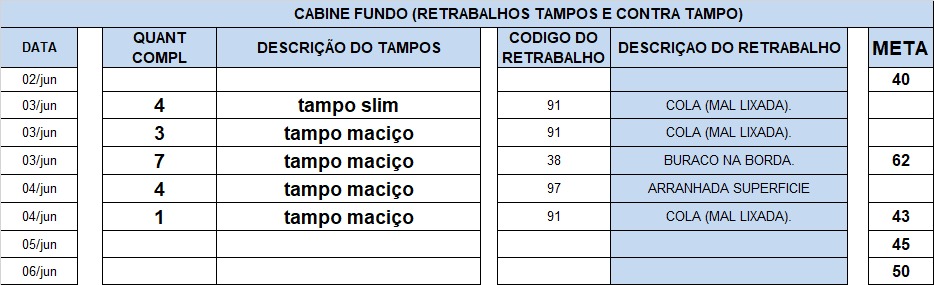 CABINE FUNDO (RETRABALHOS TAMPOS E CONTRA TAMPO)
DATA QUANT COMPL DESCRIÇÃO DO TAMPOS CODIGO DO RETRABALHO DESCRIÇAO DO RETRABALHO META
02/jun 40
03/jun 4 tampo slim 91 COLA (MAL LIXADA).
03/jun 3 tampo maciço 91 COLA (MAL LIXADA).
03/jun 7 tampo maciço 38 BURACO NA BORDA. 62
04/jun 4 tampo maciço 97 ARRANHADA SUPERFICIE
04/jun 1 tampo maciço 91 COLA (MAL LIXADA). 43
05/jun 45
06/jun 50